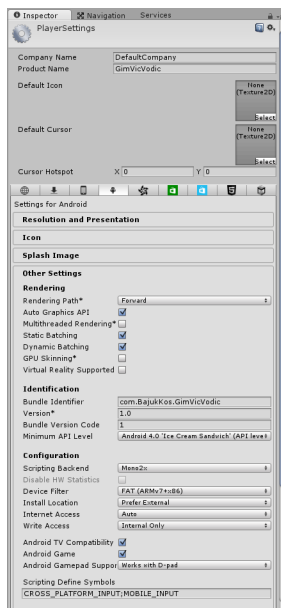 Inspector Navigation Services
PlayerSettings
Company Name DefaultCompany
Product Name GimVicVodic
Default Icon None
(Texture2D)
Select
Default Cursor None
(Texture2D)
Select
Cursor Hotspot X 0 Y 0
Settings for Android
Resolution and Presentation
Icon
Splash Image
Other Settings
Rendering
Rendering Path* Forward
Auto Graphics API
Multithreaded Rendering*
Static Batching
Dynamic Batching
GPU Skinning*
Virtual Reality Supported
Identification
Bundle Identifier com.BajukKos.GimVicVodic
Version* 1.0
Bundle Version Code 1
Minimum API Level Android 4.0 'Ice Cream Sandwich' (API leve
Configuration
Scripting Backend Mono2x
Disable HW Statistics
Device Filter FAT (ARMv7+x86)
Install Location Prefer External
Internet Access Auto
Write Access Internal Only
Android TV Compatibility
Android Game
Android Gamepad Suppor Works with D-pad
Scripting Define Symbols
CROSS_PLATFORM_INPUT;MOBILE_INPUT